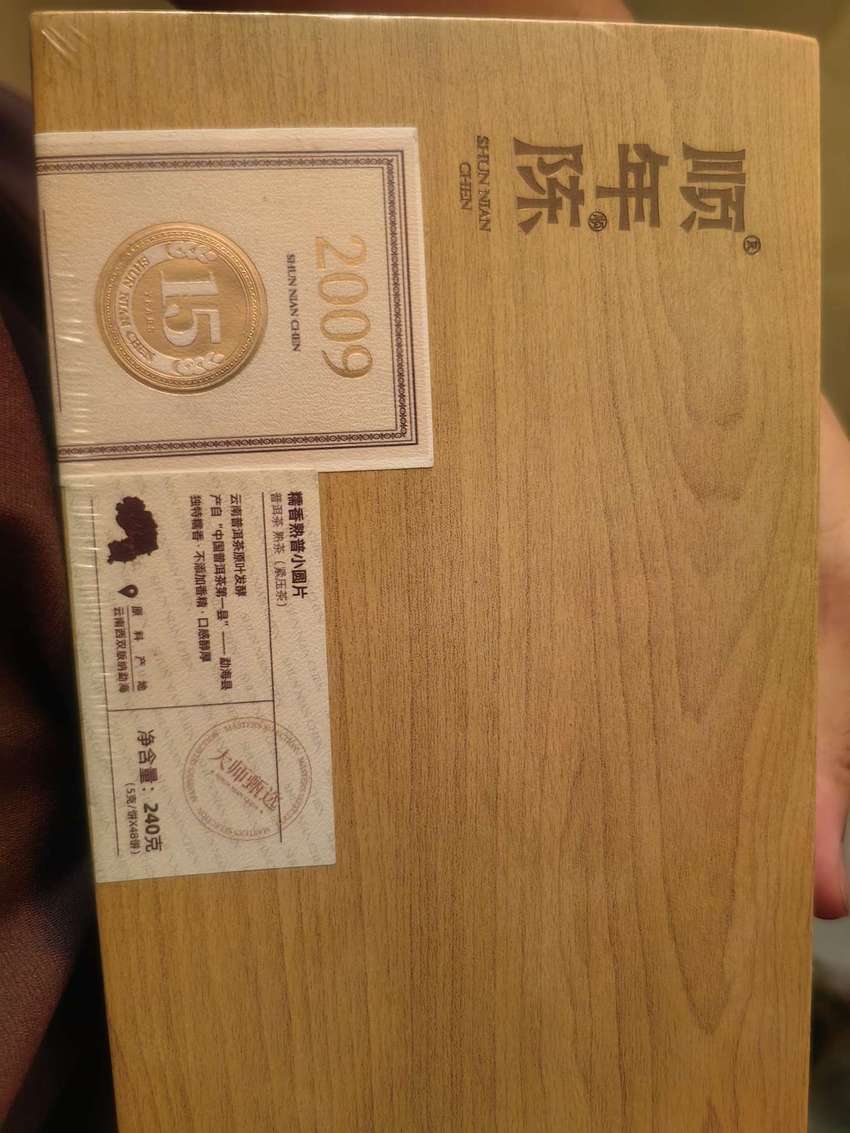 顺年陈®
SHUN NIAN
CHEN
2009
SHUN NIAN CHEN
SHUN NIAN CHEN
15
YEARS
糯香熟普小圆片
普洱茶 熟茶（紧压茶）
云南普洱茶原叶发酵
产自“中国普洱茶第一县”——勐海县
独特糯香·不添加香精·口感醇厚
原料产地
云南西双版纳勐海
大师甄选
净含量：240克
（5克/饼X48饼）